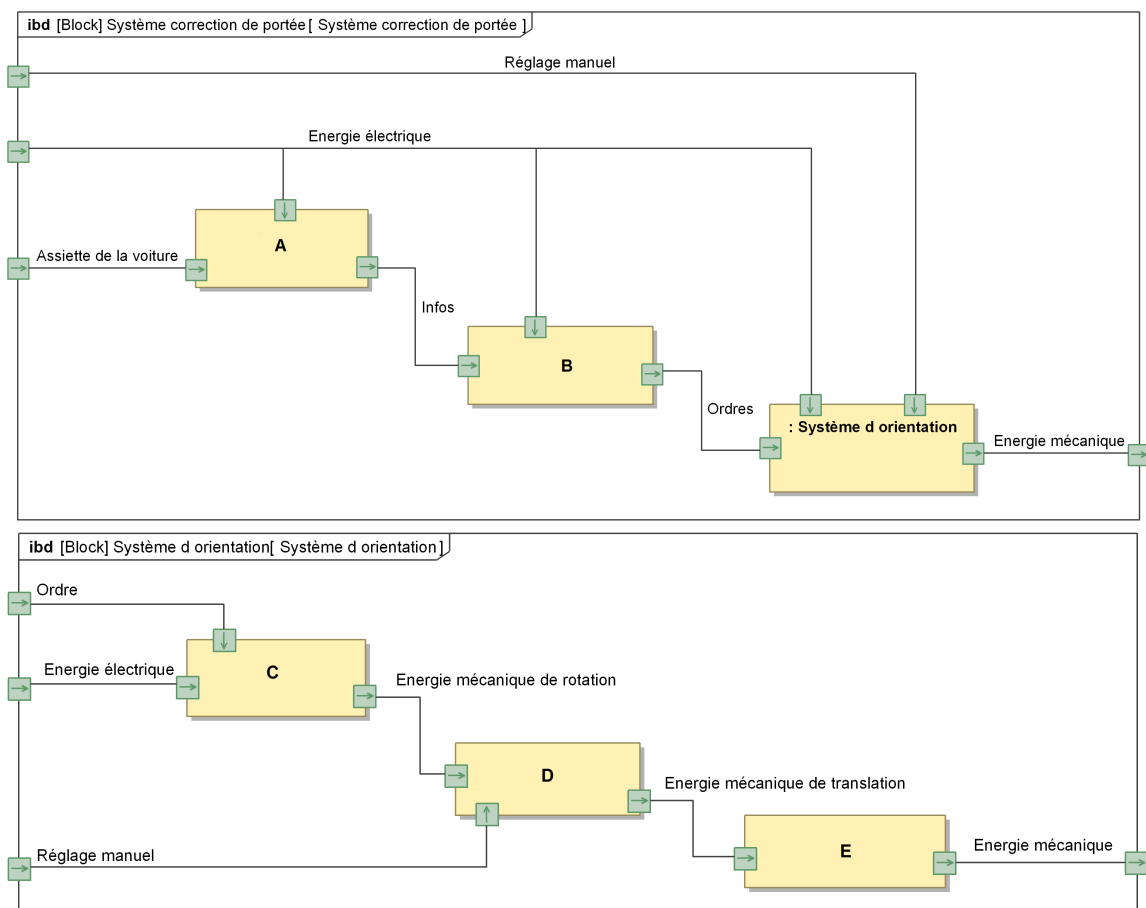 ibd [Block] Système correction de portée[ Système correction de portée ]
Réglage manuel
Energie électrique
Assiette de la voiture
A
Infos
B
Ordres
: Système d orientation
Energie mécanique
ibd [Block] Système d orientation[ Système d orientation]
Ordre
Energie électrique
C
Energie mécanique de rotation
D
Energie mécanique de translation
Réglage manuel
E
Energie mécanique